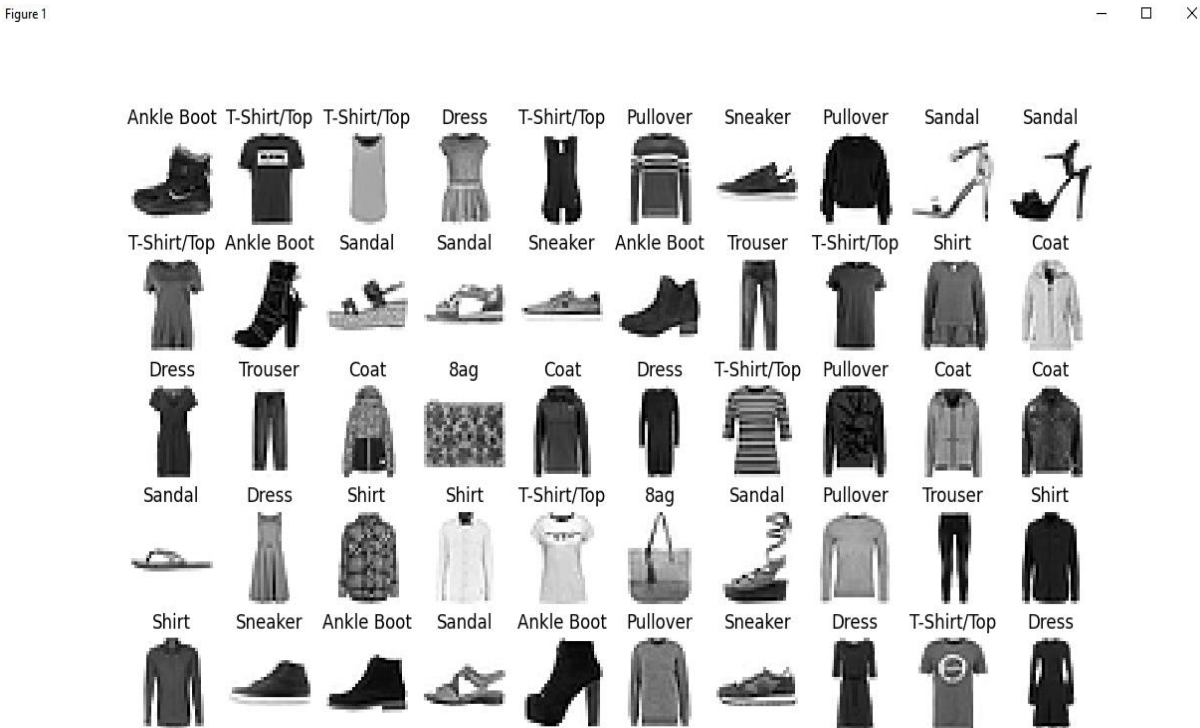 Figure 1
Ankle Boot T-Shirt/Top T-Shirt/Top Dress T-Shirt/Top Pullover Sneaker Pullover Sandal Sandal
T-Shirt/Top Ankle Boot Sandal Sandal Sneaker Ankle Boot Trouser T-Shirt/Top Shirt Coat
Dress Trouser Coat 8ag Coat Dress T-Shirt/Top Pullover Coat Coat
Sandal Dress Shirt Shirt T-Shirt/Top 8ag Sandal Pullover Trouser Shirt
Shirt Sneaker Ankle Boot Sandal Ankle Boot Pullover Sneaker Dress T-Shirt/Top Dress